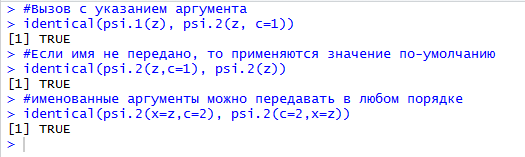 > #Вызов с указанием аргумента
> identical(psi.1(z), psi.2(z, c=1))
[1] TRUE
> #Если имя не передано, то применяются значение по-умолчанию
> identical(psi.2(z,c=1), psi.2(z))
[1] TRUE
> #именованные аргументы можно передавать в любом порядке
> identical(psi.2(x=z,c=2), psi.2(c=2,x=z))
[1] TRUE
>